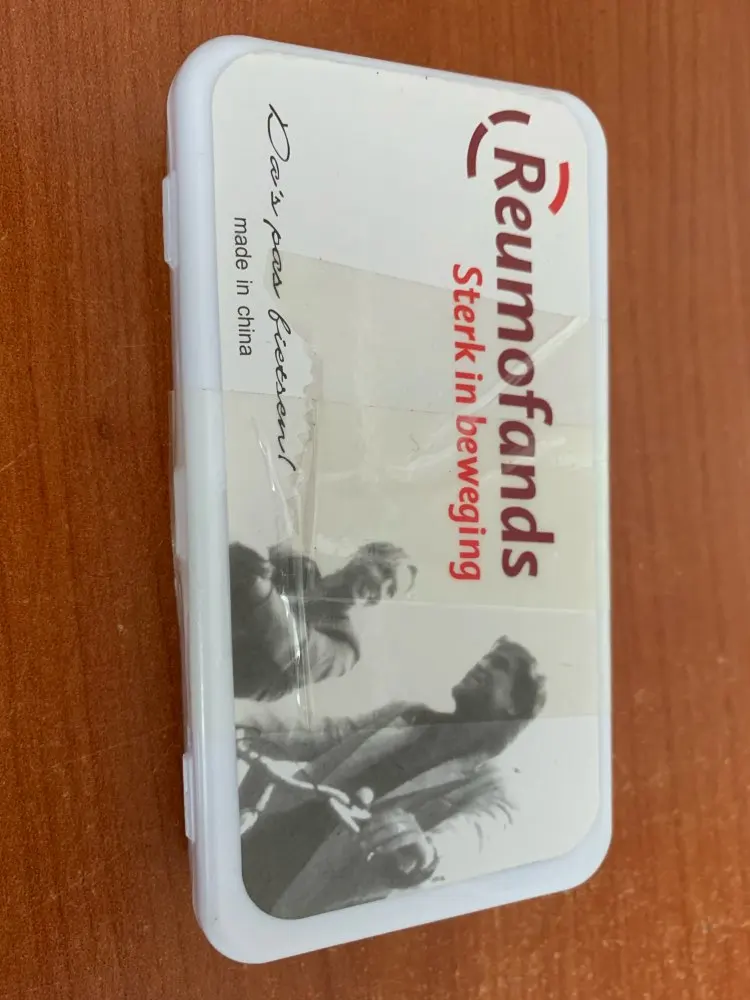 Reumofands
Sterk in beweging
Da's pas fietsen!
made in china